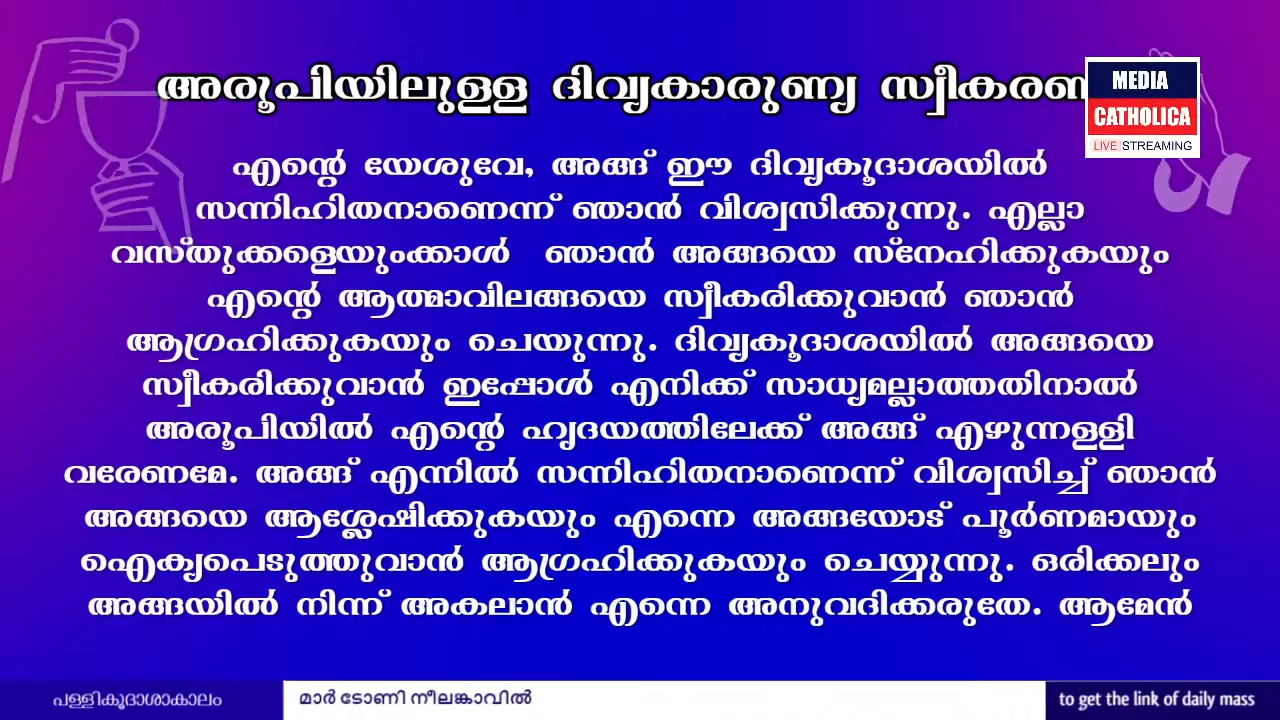 അരൂപിയിലുള്ള ദിവ്യകാരുണ്യ സ്വീകരണ
MEDIA
CATHOLICA
LIVE STREAMING
എന്റെ യേശുവേ, അങ്ങ് ഈ ദിവ്യകൂദാശയിൽ
സന്നിഹിതനാണെന്ന് ഞാൻ വിശ്വസിക്കുന്നു. എല്ലാ
വസ്തുക്കളെയുംക്കാൾ ഞാൻ അങ്ങയെ സ്നേഹിക്കുകയും
എന്റെ ആത്മാവിലങ്ങയെ സ്വീകരിക്കുവാൻ ഞാൻ
ആഗ്രഹിക്കുകയും ചെയുന്നു. ദിവ്യകൂദാശയിൽ അങ്ങയെ
സ്വീകരിക്കുവാൻ ഇപ്പോൾ എനിക്ക് സാധ്യമല്ലാത്തതിനാൽ
അരൂപിയിൽ എന്റെ ഹൃദയത്തിലേക്ക് അങ്ങ് എഴുന്നള്ളി
വരേണമേ. അങ്ങ് എന്നിൽ സന്നിഹിതനാണെന്ന് വിശ്വസിച്ച് ഞാൻ
അങ്ങയെ ആശ്ലേഷിക്കുകയും എന്നെ അങ്ങയോട് പൂർണമായും
ഐക്യപെടുത്തുവാൻ ആഗ്രഹിക്കുകയും ചെയ്യുന്നു. ഒരിക്കലും
അങ്ങയിൽ നിന്ന് അകലാൻ എന്നെ അനുവദിക്കരുതേ. ആമേൻ
പള്ളികൂദാശാകാലം
മാർ ടോണി നീലങ്കാവിൽ
to get the link of daily mass